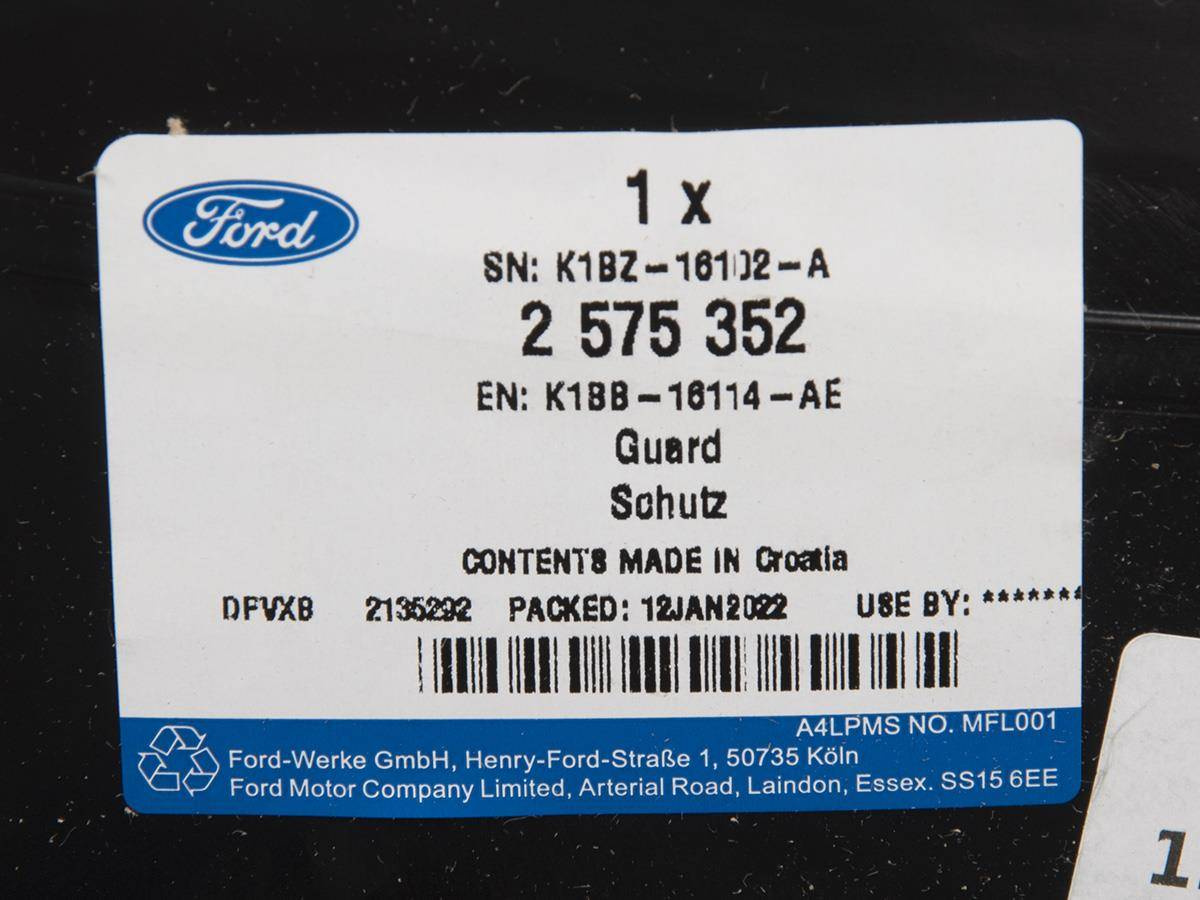 Ford
1 x
SN: K1BZ-16102-A
2 575 352
EN: K1BB-16114-AE
Guard
Schutz
CONTENTS MADE IN Croatia
DPVXB 2135292 PACKED: 12JAN2022 USE BY: *******
A4LPMS NO. MFL001
Ford-Werke GmbH, Henry-Ford-Straße 1, 50735 Köln
Ford Motor Company Limited, Arterial Road, Laindon, Essex. SS15 6EE